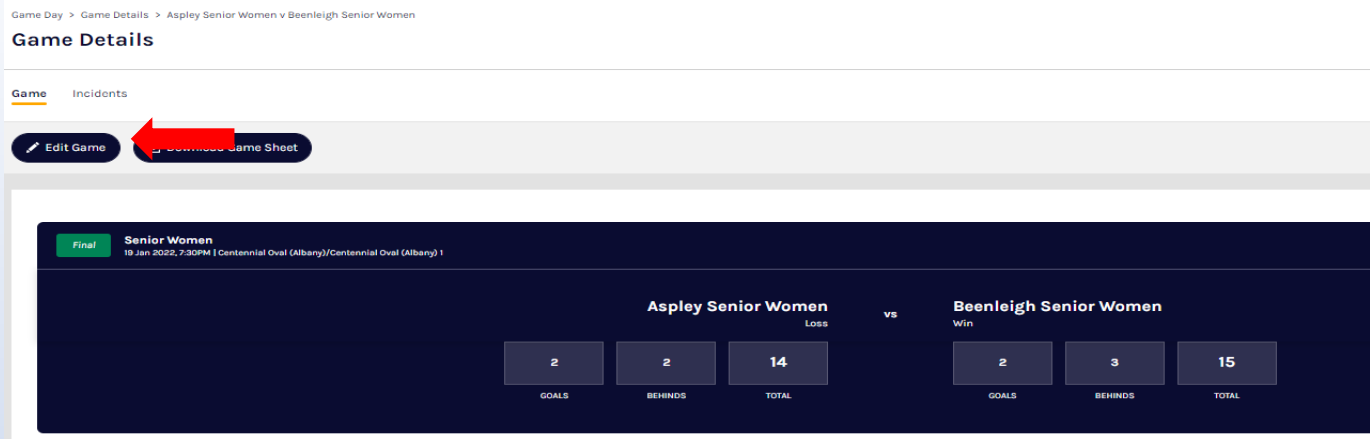 Game Day > Game Details > Aspley Senior Women v Beenleigh Senior Women
Game Details
Game Incidents
Edit Game Download Game Sheet
Final Senior Women
19 Jan 2022, 7:30PM | Centennial Oval (Albany)/Centennial Oval (Albany) 1
Aspley Senior Women vs Beenleigh Senior Women
Loss Win
2 2 14 2 3 15
GOALS BEHINDS TOTAL GOALS BEHINDS TOTAL